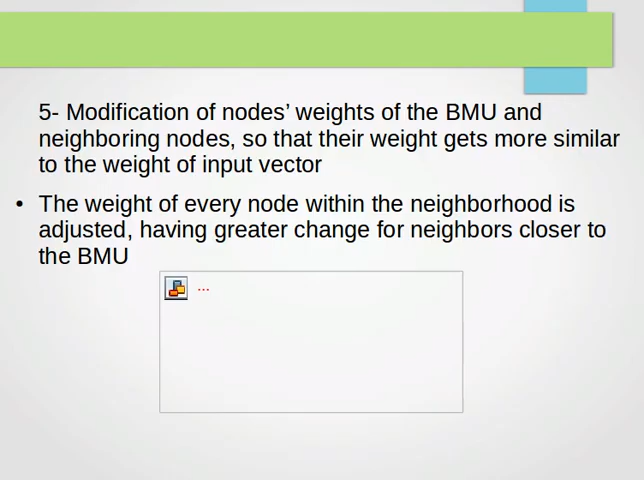 5- Modification of nodes’ weights of the BMU and
neighboring nodes, so that their weight gets more similar
to the weight of input vector
• The weight of every node within the neighborhood is
adjusted, having greater change for neighbors closer to
the BMU
...